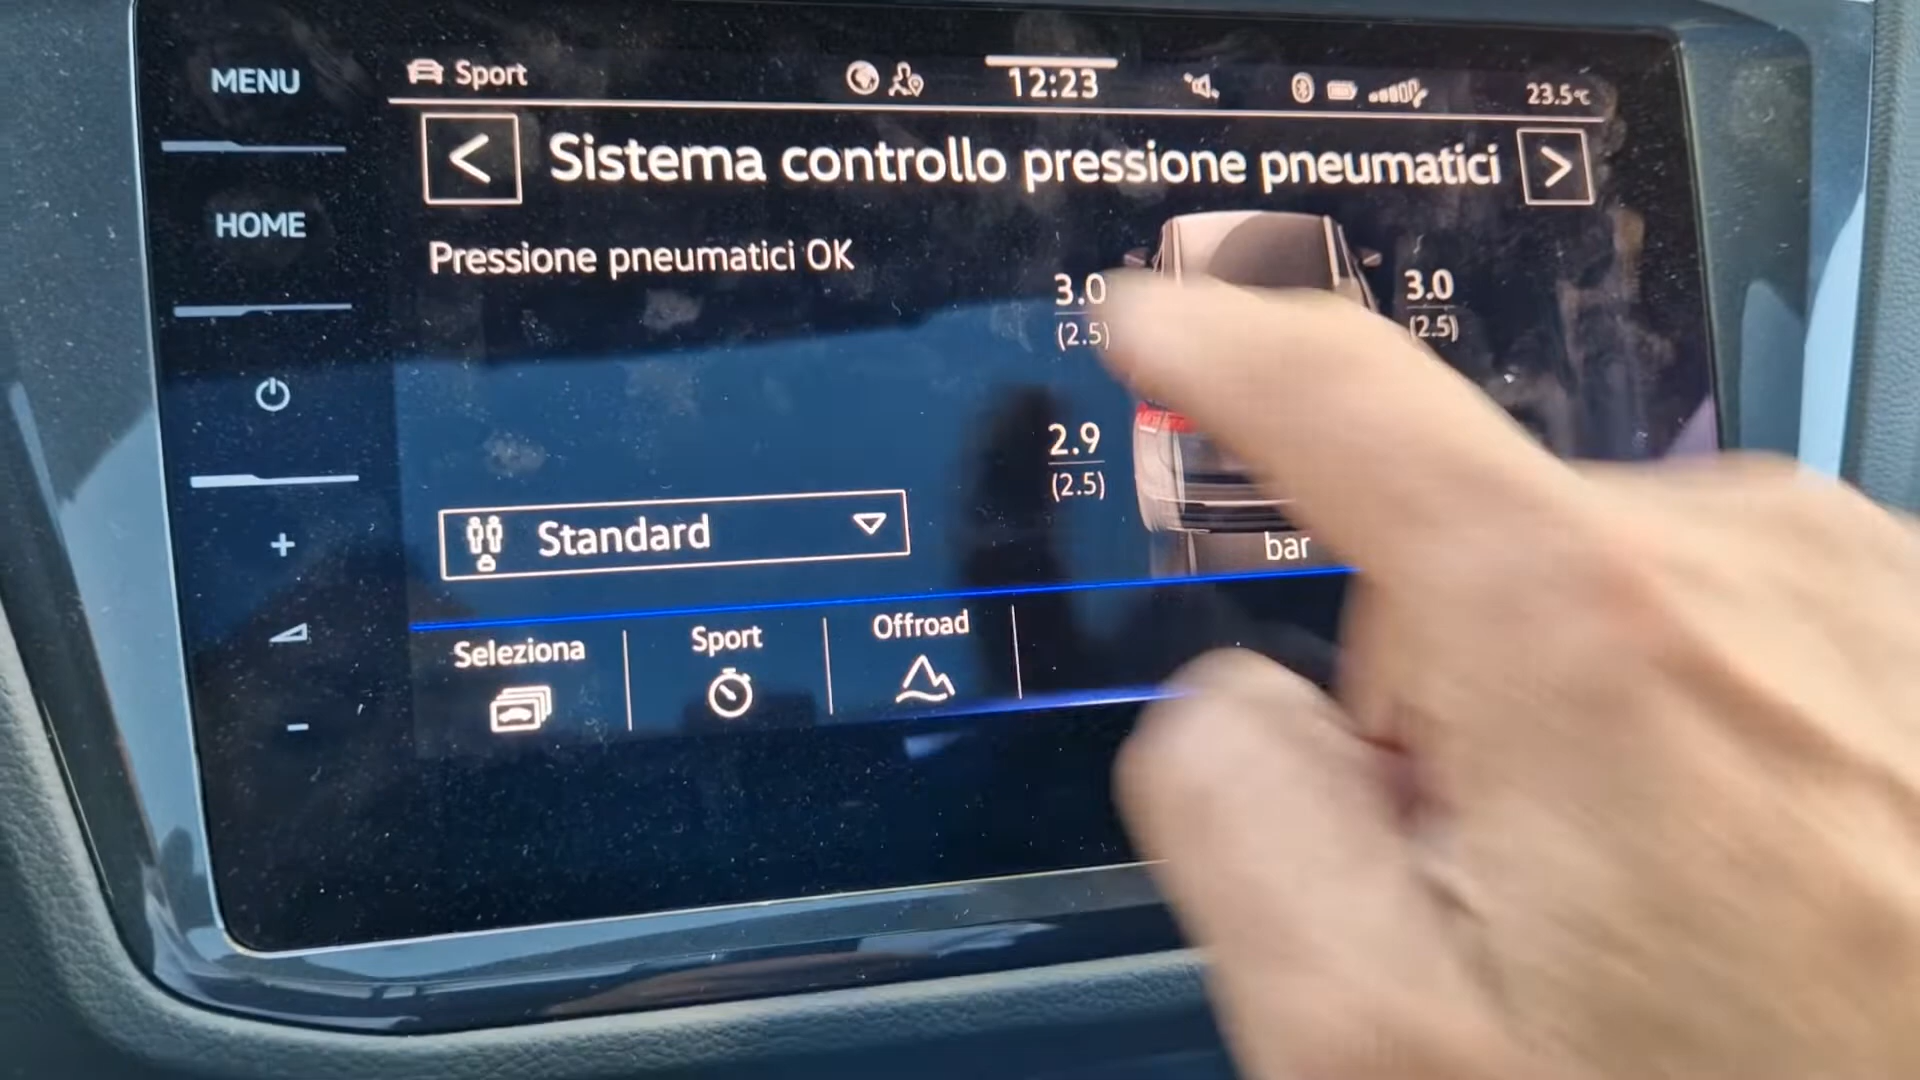 MENU
HOME
Sport
12:23
23.5°C
Sistema controllo pressione pneumatici
Pressione pneumatici OK
3.0
(2.5)
3.0
(2.5)
2.9
(2.5)
bar
Standard
Seleziona
Sport
Offroad